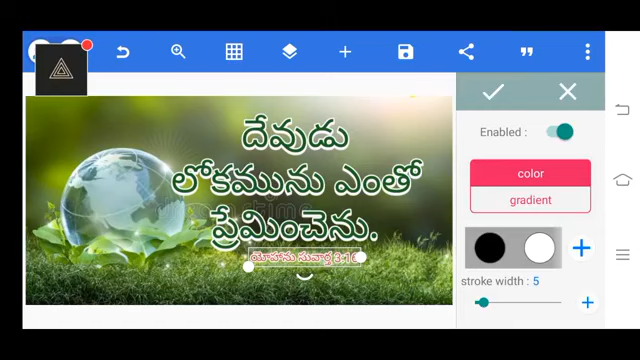 Enabled :
color
gradient
stroke width : 5
దేవుడు
లోకమును ఎంతో
ప్రేమించెను.
యోహాను సువార్త 3:16